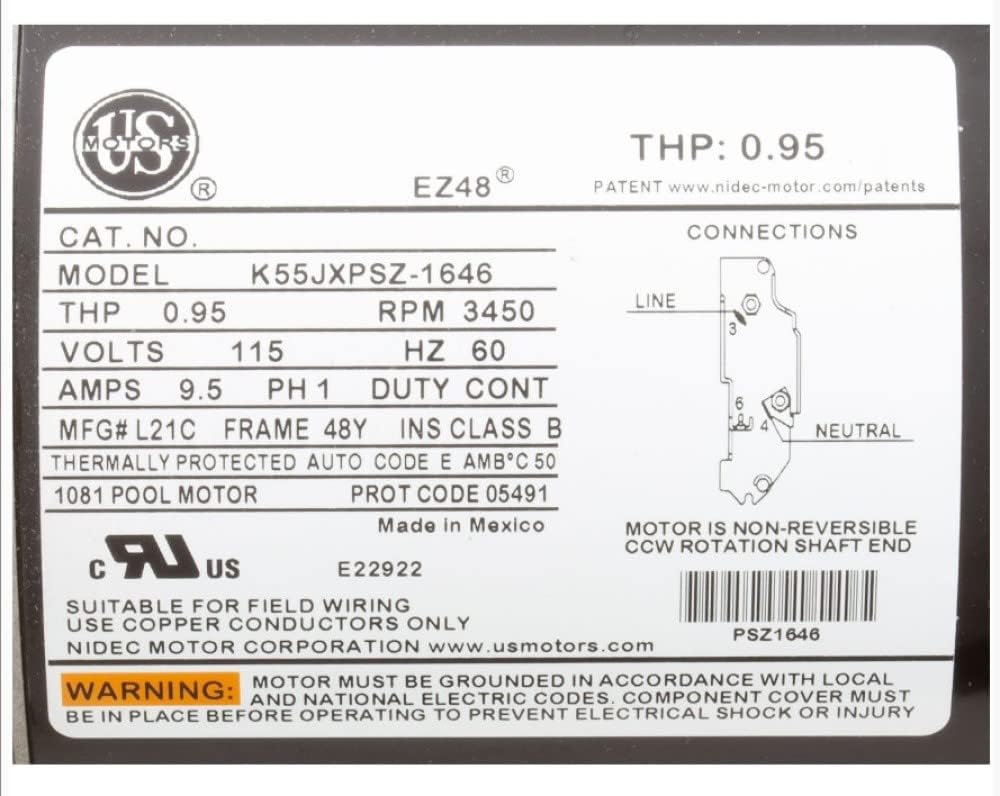 US
MOTORS
®
EZ48®
THP: 0.95
PATENT www.nidec-motor.com/patents
CAT. NO.
MODEL K55JXPSZ-1646
THP 0.95 RPM 3450
VOLTS 115 HZ 60
AMPS 9.5 PH 1 DUTY CONT
MFG# L21C FRAME 48Y INS CLASS B
THERMALLY PROTECTED AUTO CODE E AMB°C 50
1081 POOL MOTOR PROT CODE 05491
Made in Mexico
C RU US E22922
SUITABLE FOR FIELD WIRING
USE COPPER CONDUCTORS ONLY
NIDEC MOTOR CORPORATION www.usmotors.com
CONNECTIONS
LINE
3
6
4
NEUTRAL
MOTOR IS NON-REVERSIBLE
CCW ROTATION SHAFT END
PSZ1646
WARNING: MOTOR MUST BE GROUNDED IN ACCORDANCE WITH LOCAL
AND NATIONAL ELECTRIC CODES. COMPONENT COVER MUST
BE IN PLACE BEFORE OPERATING TO PREVENT ELECTRICAL SHOCK OR INJURY